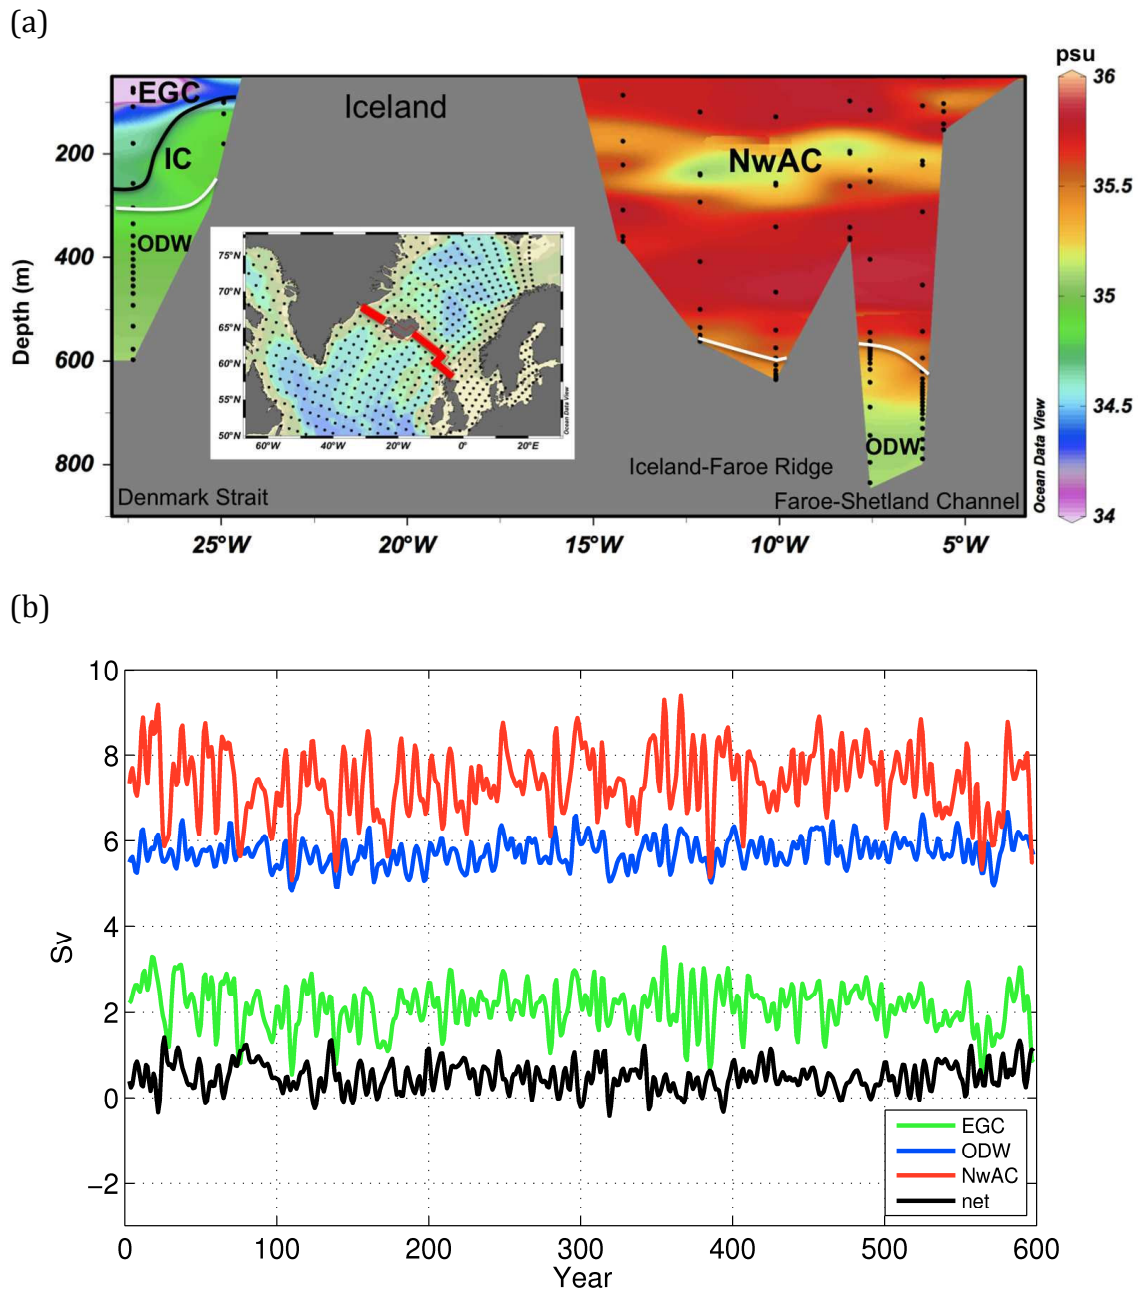 (a)
psu
36
35.5
35
34.5
34
Ocean Data View
EGC
IC
ODW
Iceland
NwAC
ODW
200
400
600
800
Depth (m)
75°N
70°N
65°N
60°N
55°N
50°N
60°W 40°W 20°W 0° 20°E
Ocean Data View
Denmark Strait
Iceland-Faroe Ridge
Faroe-Shetland Channel
25°W 20°W 15°W 10°W 5°W
(b)
10
8
6
4
2
0
−2
Sv
EGC
ODW
NwAC
net
0 100 200 300 400 500 600
Year